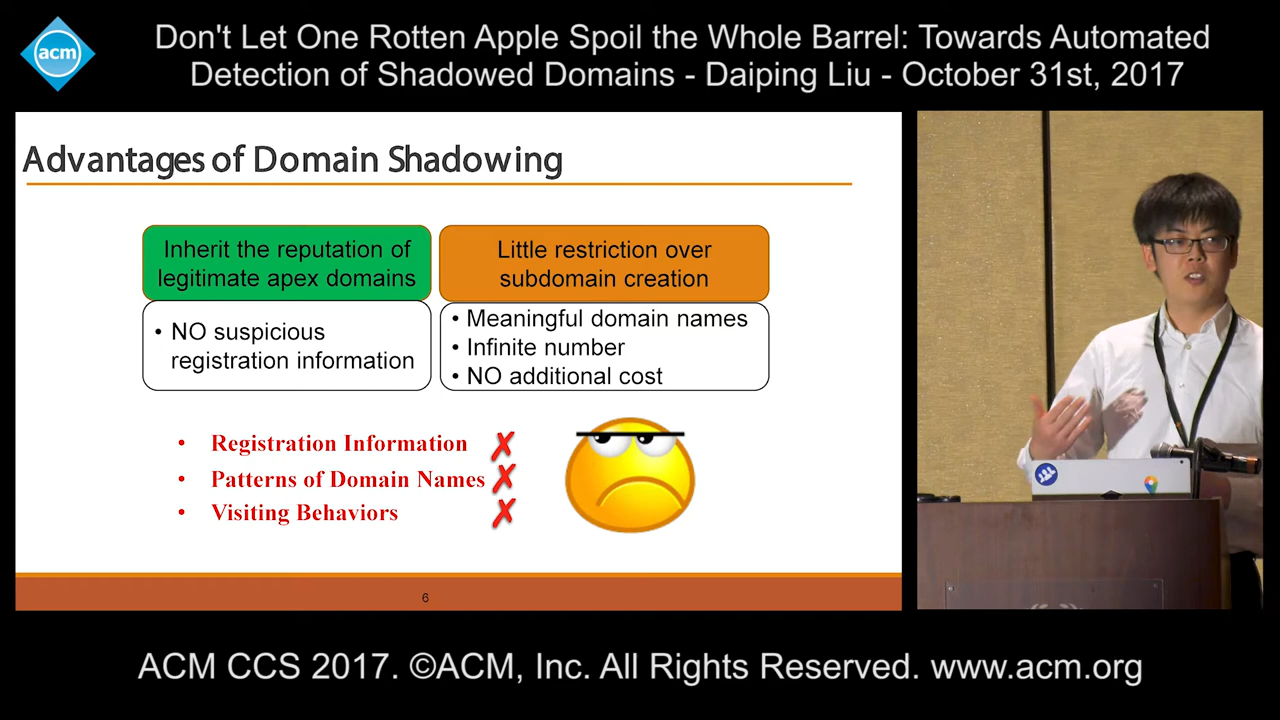 acm
Don't Let One Rotten Apple Spoil the Whole Barrel: Towards Automated
Detection of Shadowed Domains - Daiping Liu - October 31st, 2017
Advantages of Domain Shadowing
Inherit the reputation of
legitimate apex domains
• NO suspicious
registration information
Little restriction over
subdomain creation
• Meaningful domain names
• Infinite number
• NO additional cost
• Registration Information ✗
• Patterns of Domain Names ✗
• Visiting Behaviors ✗
6
ACM CCS 2017. ©ACM, Inc. All Rights Reserved. www.acm.org